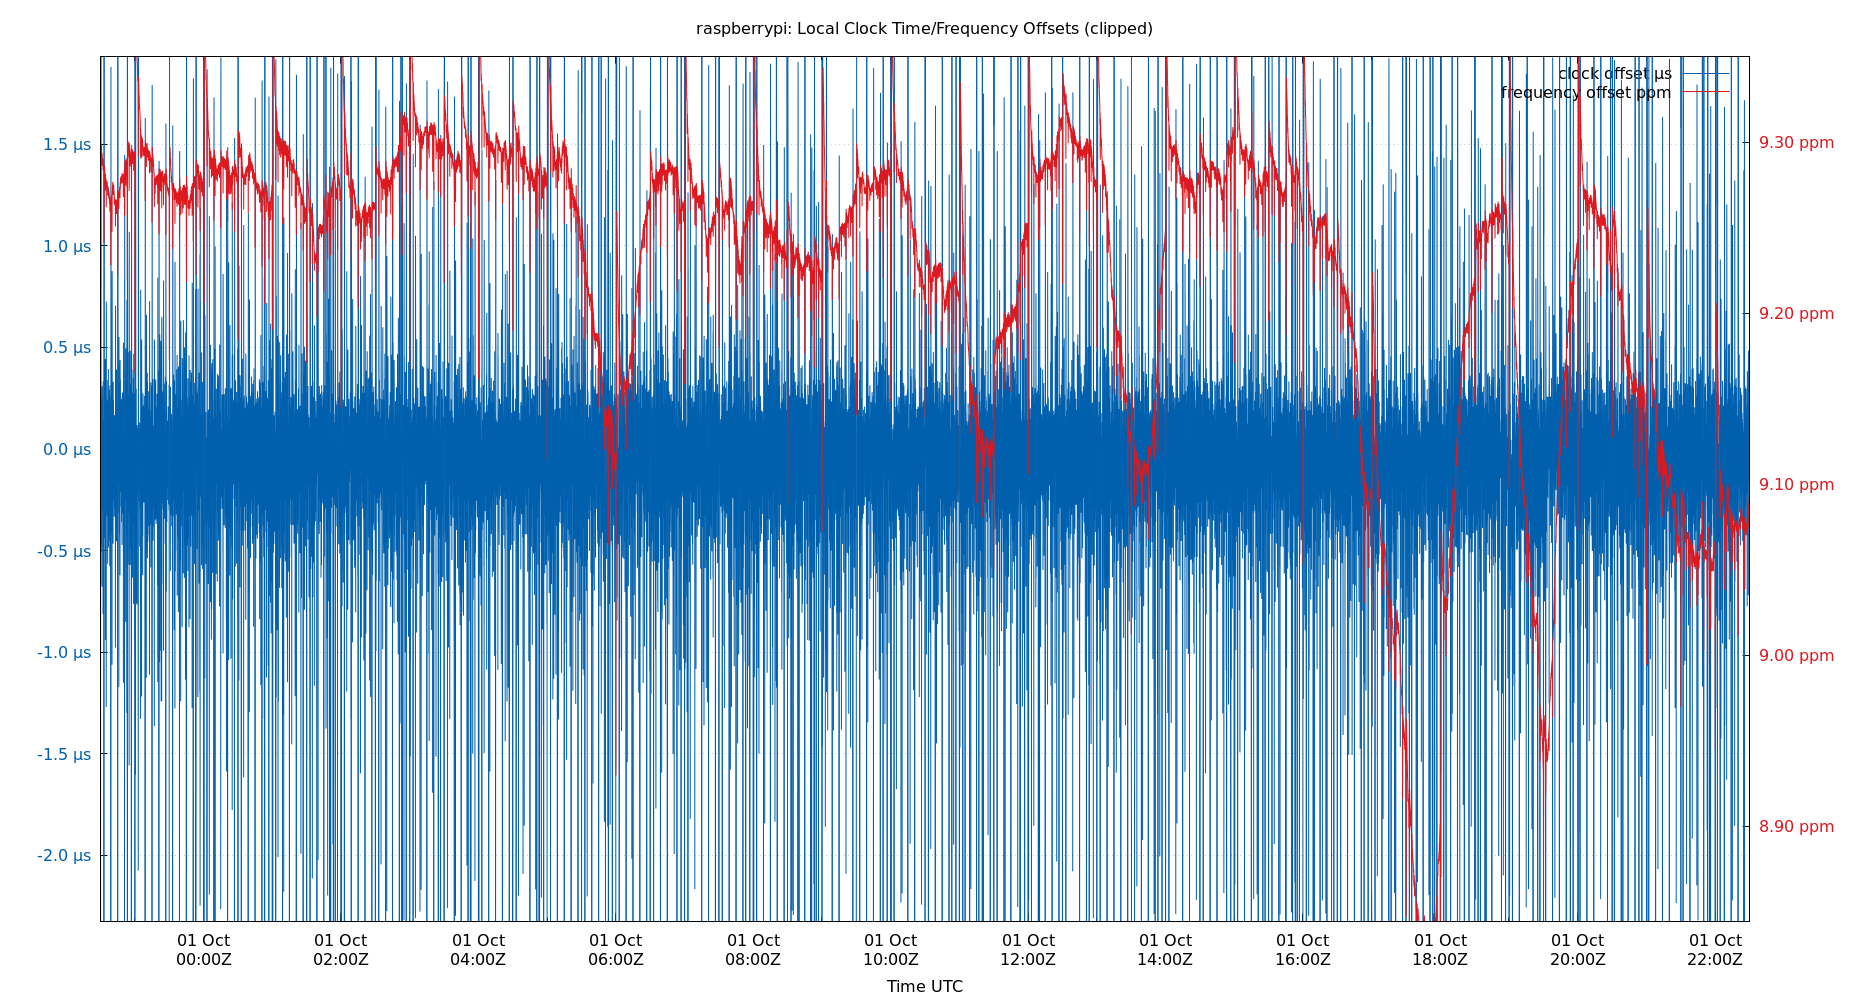 raspberrypi: Local Clock Time/Frequency Offsets (clipped)
clock offset µs
frequency offset ppm
1.5 µs
1.0 µs
0.5 µs
0.0 µs
-0.5 µs
-1.0 µs
-1.5 µs
-2.0 µs
9.30 ppm
9.20 ppm
9.10 ppm
9.00 ppm
8.90 ppm
01 Oct 01 Oct 01 Oct 01 Oct 01 Oct 01 Oct 01 Oct 01 Oct 01 Oct 01 Oct 01 Oct 01 Oct
00:00Z 02:00Z 04:00Z 06:00Z 08:00Z 10:00Z 12:00Z 14:00Z 16:00Z 18:00Z 20:00Z 22:00Z
Time UTC